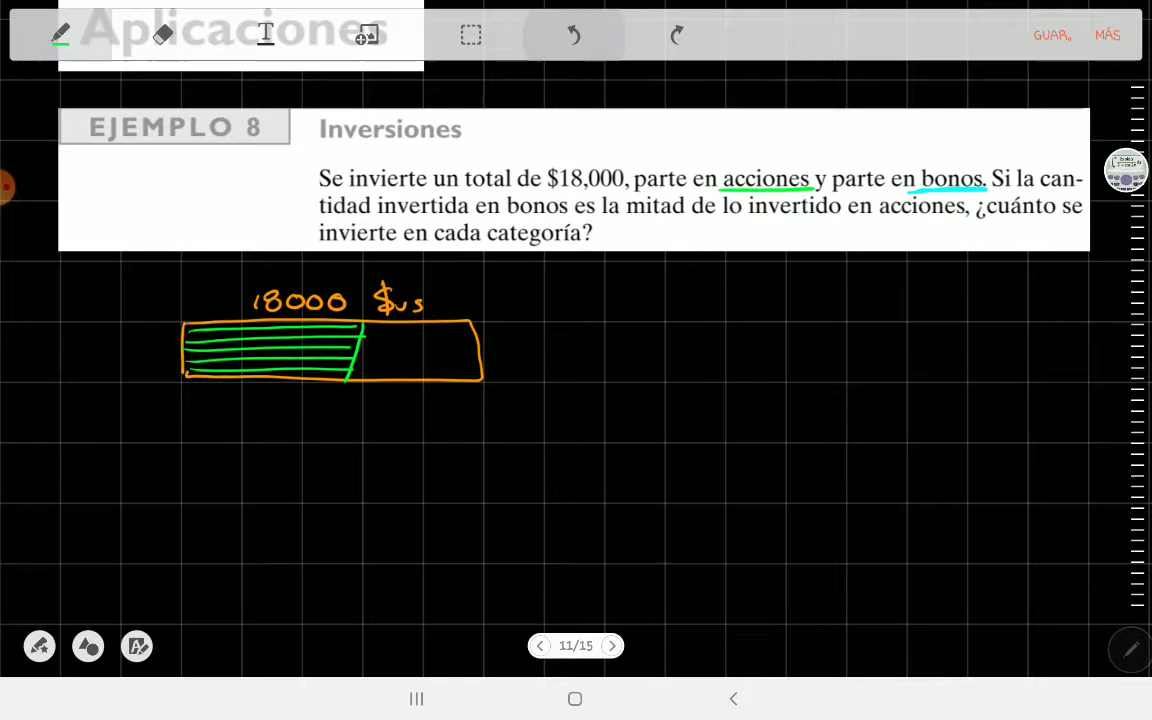 Aplicaciones
T
GUAR.
MÁS
EJEMPLO 8
Inversiones
Se invierte un total de $18,000, parte en acciones y parte en bonos. Si la can-
tidad invertida en bonos es la mitad de lo invertido en acciones, ¿cuánto se
invierte en cada categoría?
18000 $us
11/15